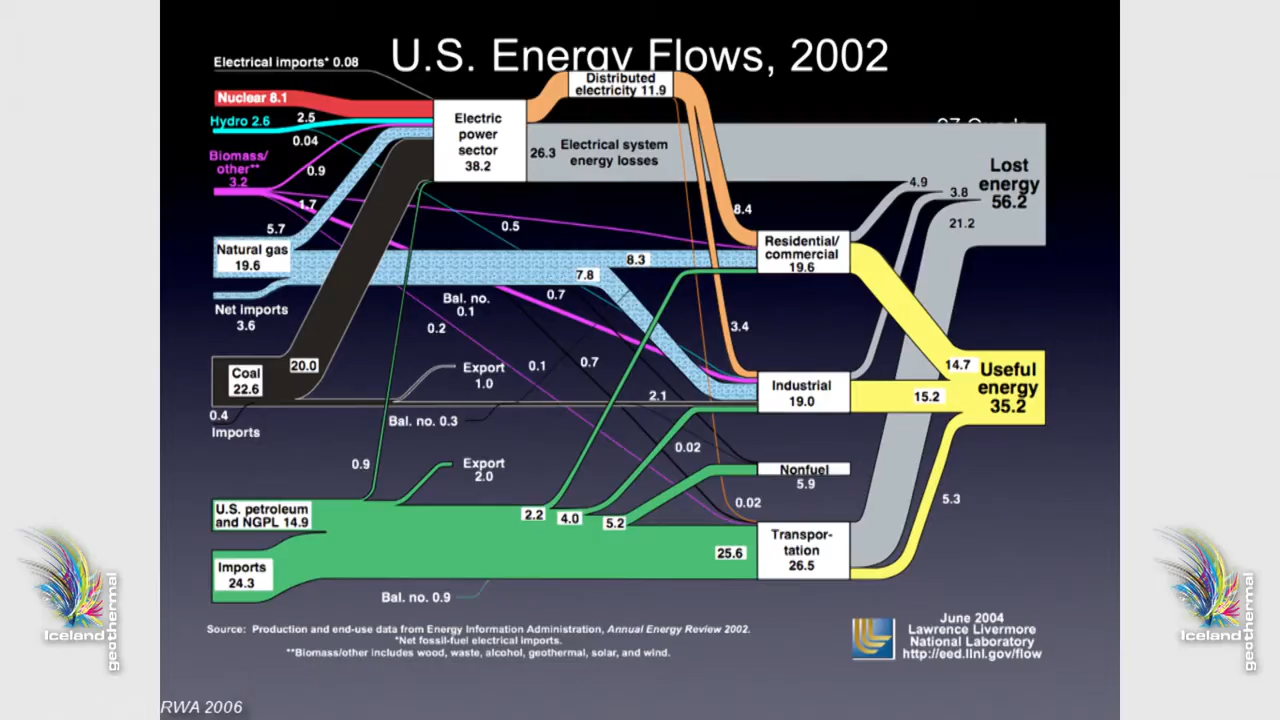 U.S. Energy Flows, 2002
Electrical imports* 0.08
Distributed
electricity 11.9
Nuclear 8.1
Hydro 2.6
2.5
0.04
Biomass/
other**
3.2
0.9
1.7
5.7
Electric
power
sector
38.2
26.3
Electrical system
energy losses
Lost
energy
56.2
4.9
3.8
21.2
8.4
0.5
Natural gas
19.6
8.3
7.8
Residential/
commercial
19.6
Net imports
3.6
Bal. no.
0.1
0.7
0.2
3.4
Coal
22.6
20.0
Export
1.0
0.1
0.7
2.1
Industrial
19.0
14.7
15.2
Useful
energy
35.2
0.4
Imports
Bal. no. 0.3
0.02
0.9
Export
2.0
Nonfuel
5.9
0.02
5.3
U.S. petroleum
and NGPL 14.9
2.2
4.0
5.2
Imports
24.3
25.6
Transpor-
tation
26.5
Bal. no. 0.9
Source: Production and end-use data from Energy Information Administration, Annual Energy Review 2002.
*Net fossil-fuel electrical imports.
**Biomass/other includes wood, waste, alcohol, geothermal, solar, and wind.
June 2004
Lawrence Livermore
National Laboratory
http://eed.llnl.gov/flow
Iceland
geothermal
Iceland
geothermal
RWA 2006